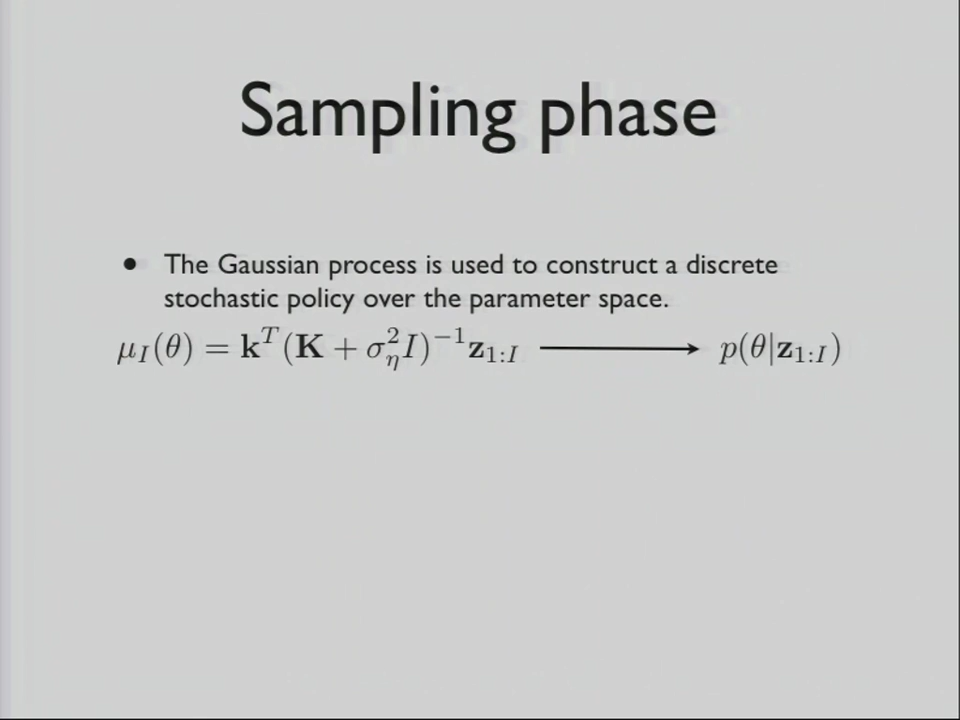 Sampling phase
• The Gaussian process is used to construct a discrete
stochastic policy over the parameter space.
μ_I(θ) = k^T(K + σ_η^2 I)^{-1} z_{1:I} ⟶ p(θ|z_{1:I})